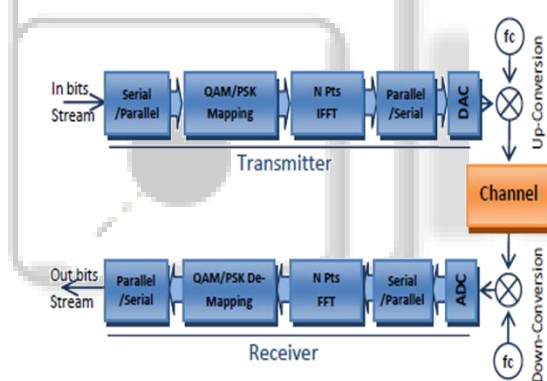 fc
In bits
Stream
Serial
/Parallel
QAM/PSK
Mapping
N Pts
IFFT
Parallel
/Serial
DAC
Up-Conversion
Transmitter
Channel
Out bits
Stream
Parallel
/Serial
QAM/PSK De-
Mapping
N Pts
FFT
Serial
/Parallel
ADC
Down-Conversion
Receiver
fc